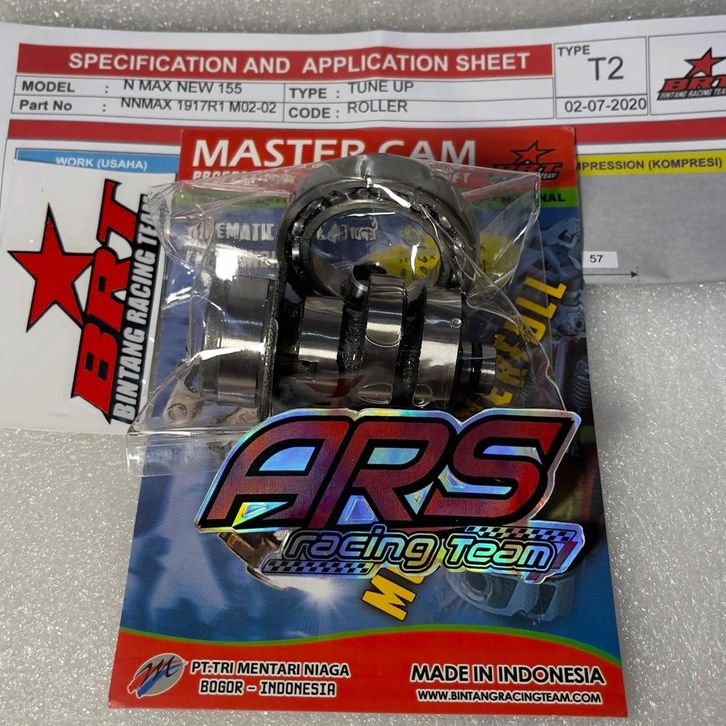 SPECIFICATION AND APPLICATION SHEET
TYPE
T2
MODEL : N MAX NEW 155
TYPE : TUNE UP
Part No : NNMAX 1917R1 M02-02
CODE : ROLLER
02-07-2020
BRT
BINTANG RACING TEAM
WORK (USAHA)
MPRESSION (KOMPRESI)
57
MASTER CAM
BRT
BRT
BINTANG RACING TEAM
ARS
racing Team
PT.TRI MENTARI NIAGA
BOGOR - INDONESIA
MADE IN INDONESIA
WWW.BINTANGRACINGTEAM.COM